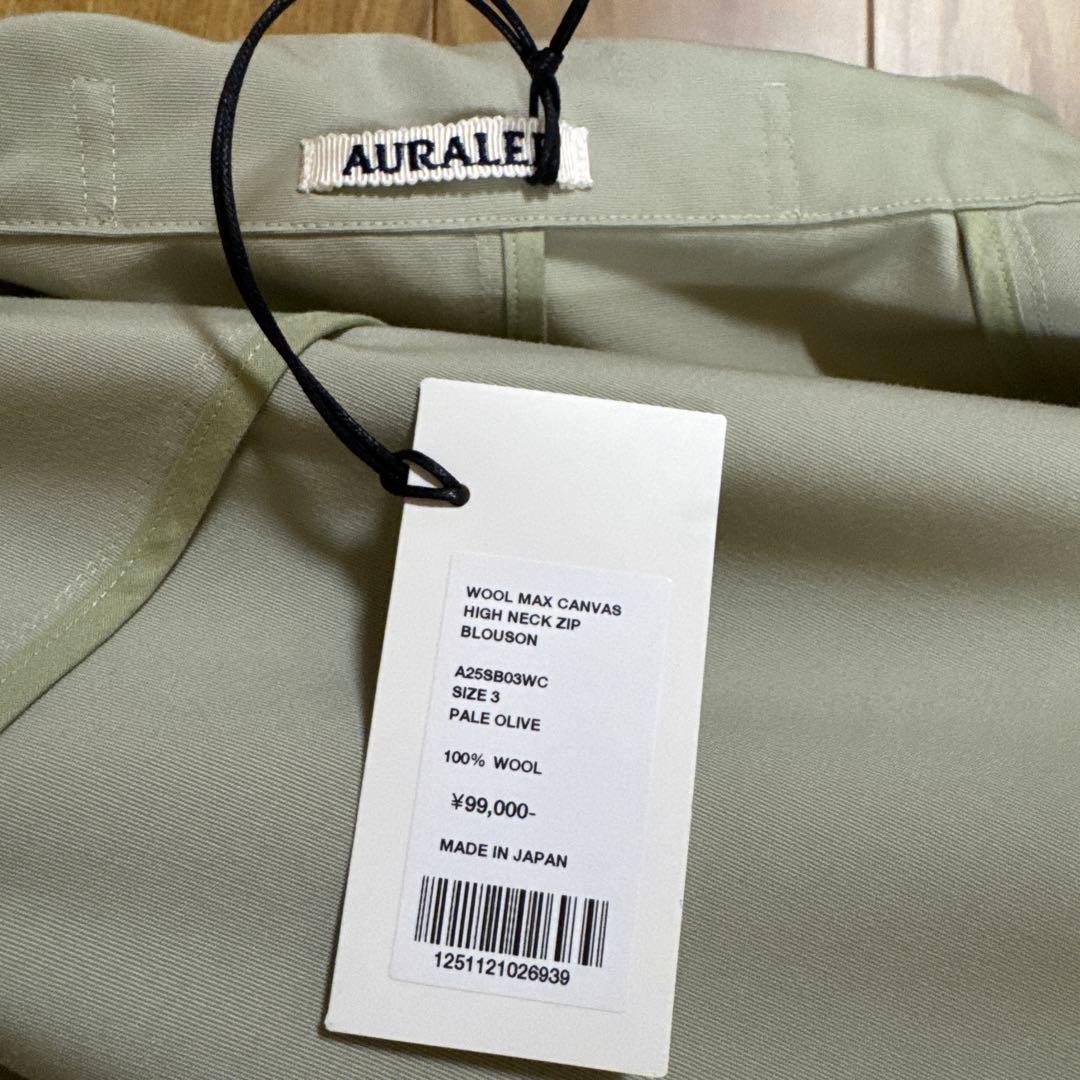 AURALEE
WOOL MAX CANVAS
HIGH NECK ZIP
BLOUSON
A25SB03WC
SIZE 3
PALE OLIVE
100% WOOL
¥99,000-
MADE IN JAPAN
1251121026939